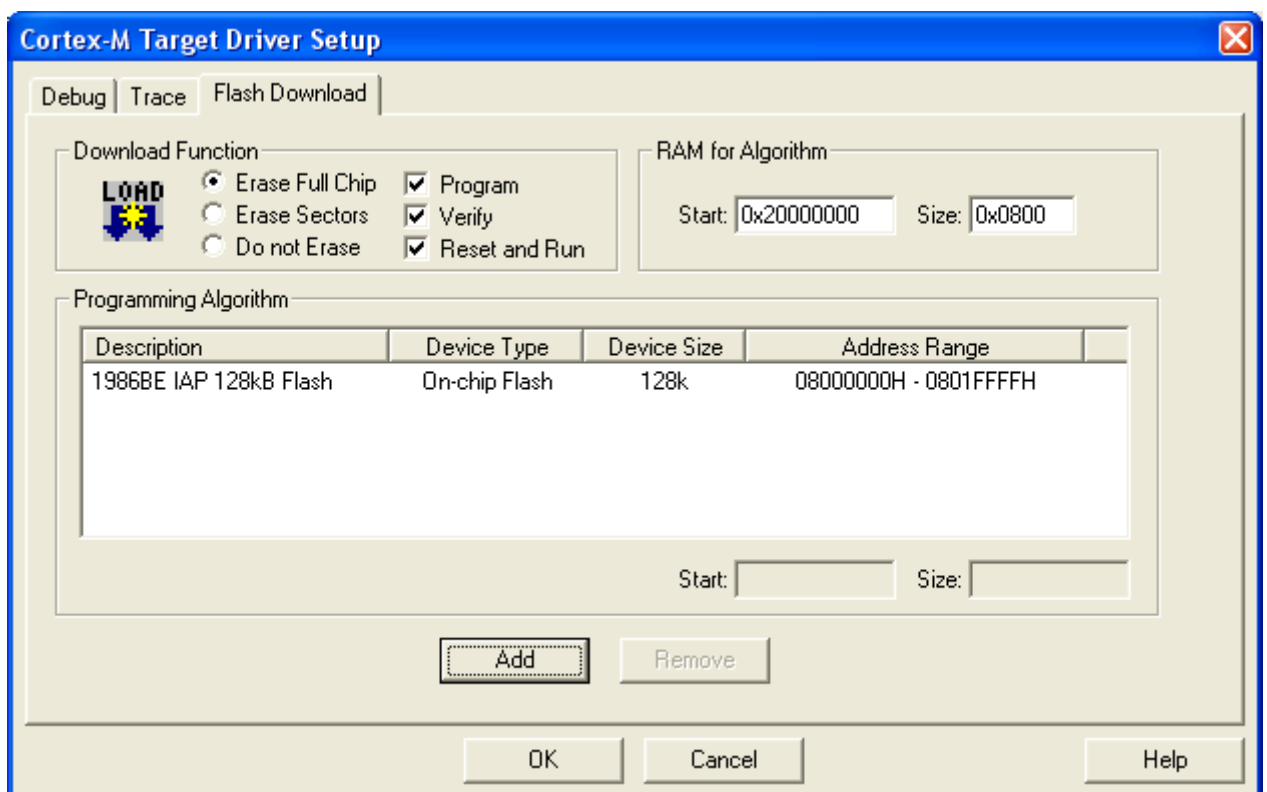 Cortex-M Target Driver Setup
Debug Trace Flash Download
Download Function
LOAD
Erase Full Chip
Erase Sectors
Do not Erase
Program
Verify
Reset and Run
RAM for Algorithm
Start: 0x20000000 Size: 0x0800
Programming Algorithm
Description Device Type Device Size Address Range
1986BE IAP 128kB Flash On-chip Flash 128k 08000000H - 0801FFFFH
Start: Size:
Add Remove
OK Cancel Help